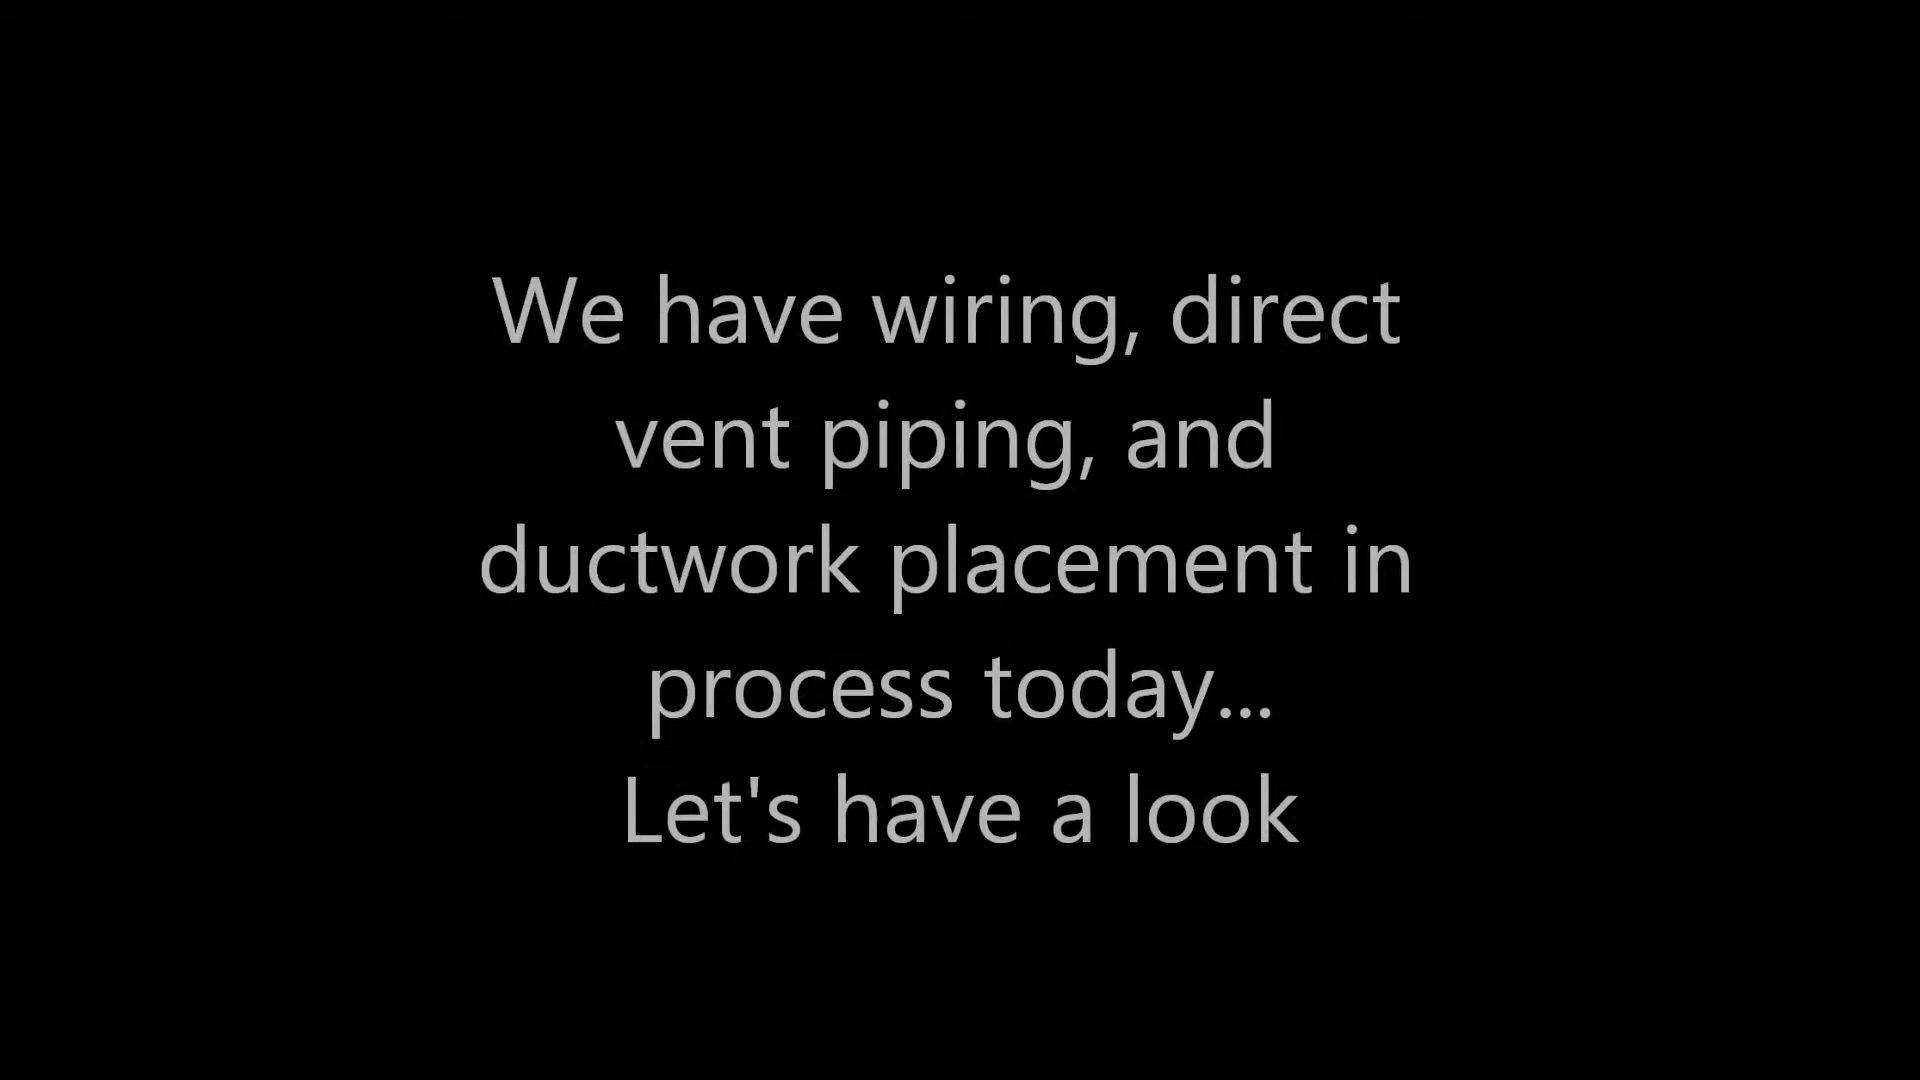 We have wiring, direct
vent piping, and
ductwork placement in
process today...
Let's have a look